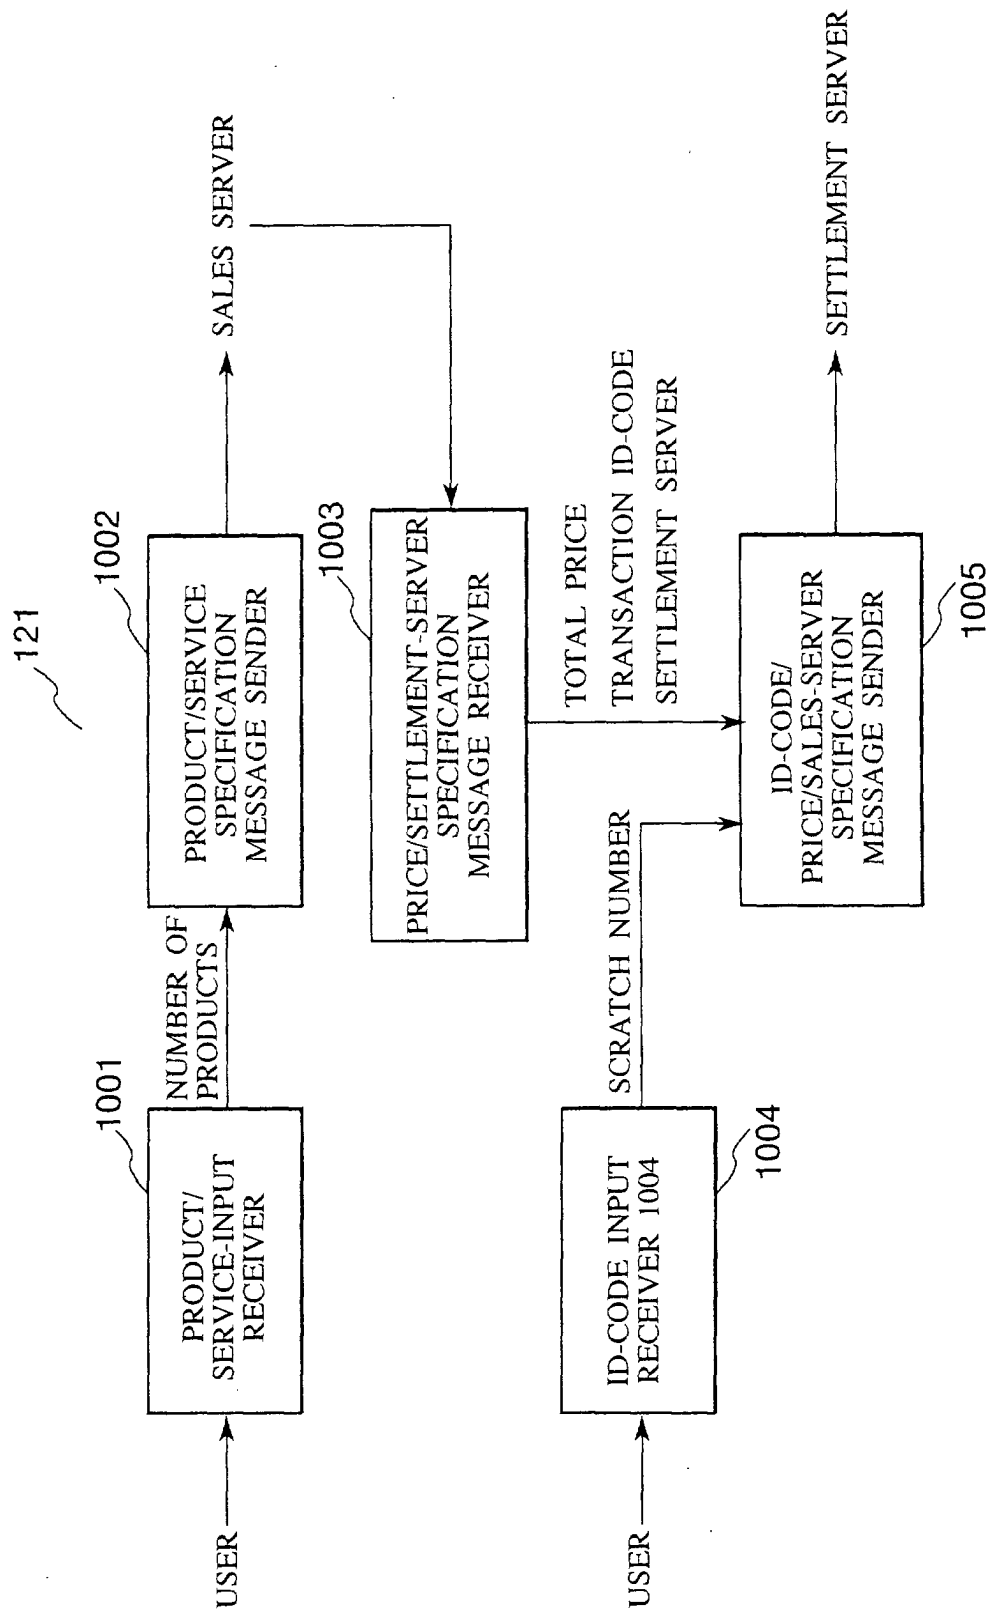 121
USER
PRODUCT/
SERVICE-INPUT
RECEIVER
1001
NUMBER OF
PRODUCTS
PRODUCT/SERVICE
SPECIFICATION
MESSAGE SENDER
1002
SALES SERVER
PRICE/SETTLEMENT-SERVER
SPECIFICATION
MESSAGE RECEIVER
1003
TOTAL PRICE
TRANSACTION ID-CODE
SETTLEMENT SERVER
USER
ID-CODE INPUT
RECEIVER 1004
1004
SCRATCH NUMBER
ID-CODE/
PRICE/SALES-SERVER
SPECIFICATION
MESSAGE SENDER
1005
SETTLEMENT SERVER